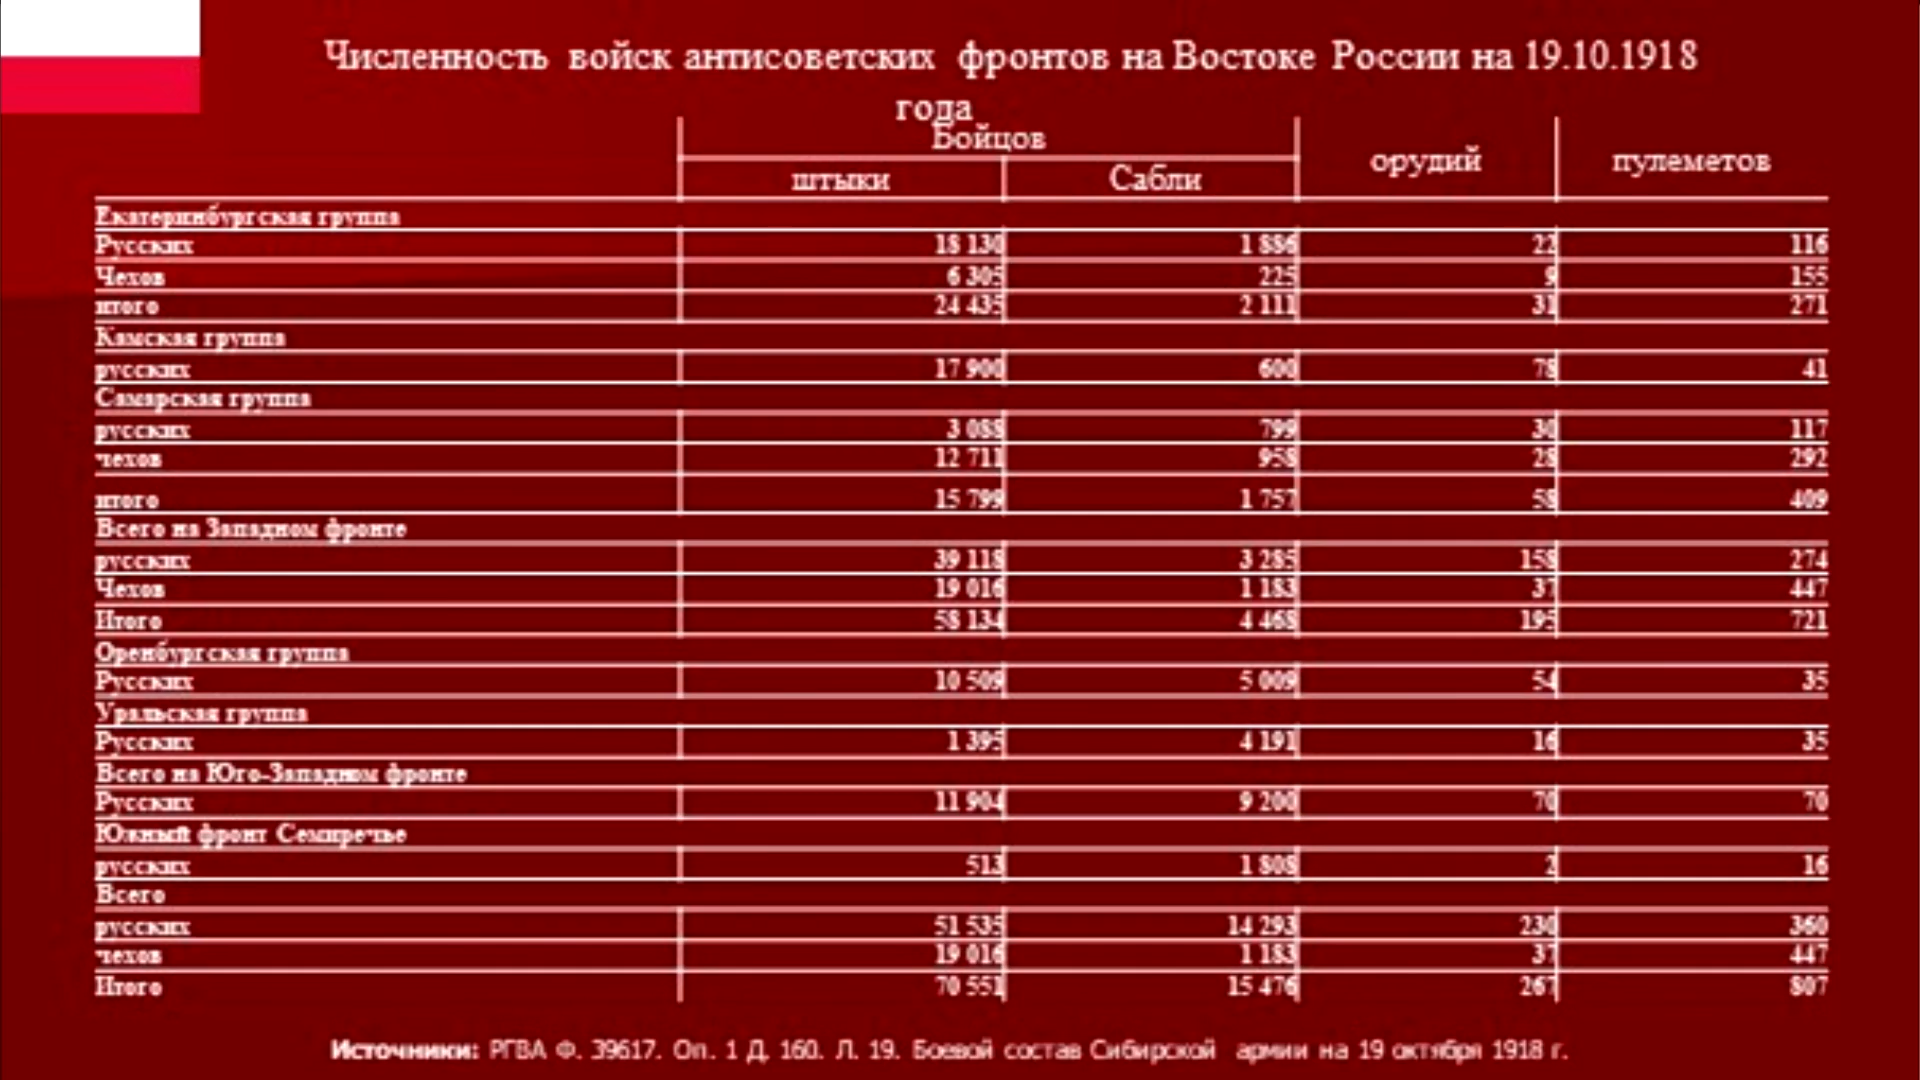 Численность войск антисоветских фронтов на Востоке России на 19.10.1918
года
Бойцов орудий пулеметов
штыки Сабли
Екатеринбургская группа
Русских 18 130 1 886 22 116
Чехов 6 305 225 9 155
итого 24 435 2 111 31 271
Камская группа
русских 17 900 600 78 41
Самарская группа
русских 3 088 799 30 117
чехов 12 711 958 28 292
итого 15 799 1 757 58 409
Всего на Западном фронте
русских 39 118 3 285 158 274
Чехов 19 016 1 183 37 447
Итого 58 134 4 468 195 721
Оренбургская группа
Русских 10 509 5 009 54 35
Уральская группа
Русских 1 395 4 191 16 35
Всего на Юго-Западном фронте
Русских 11 904 9 200 70 70
Южный фронт Семиречье
русских 513 1 808 2 16
Всего
русских 51 535 14 293 230 360
чехов 19 016 1 183 37 447
Итого 70 551 15 476 267 807
Источники: РГВА Ф. 39617. Оп. 1 Д. 160. Л. 19. Боевой состав Сибирской армии на 19 октября 1918 г.